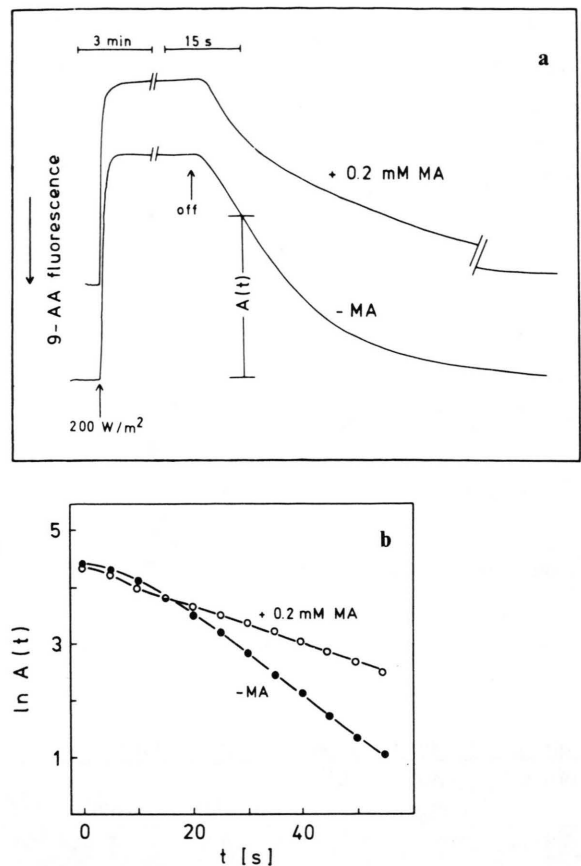 3 min
15 s
a
+ 0.2 mM MA
off
9-AA fluorescence
A(t)
- MA
200 W/m²
5
b
+ 0.2 mM MA
3
ln A(t)
-MA
1
0
20
40
t [s]